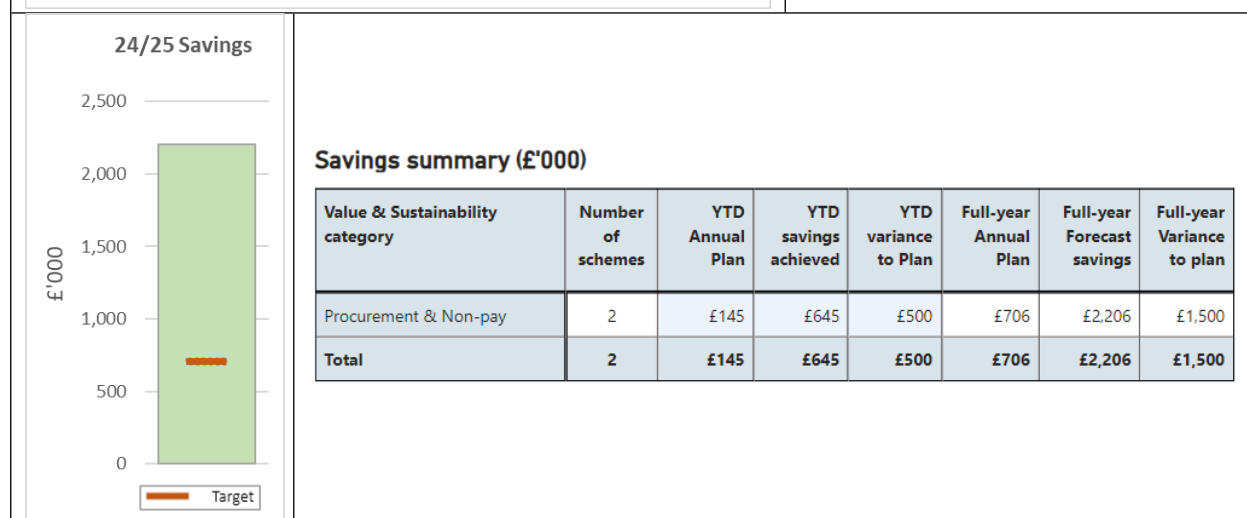 24/25 Savings
2,500
2,000
1,500
1,000
500
0
£'000
Target
Savings summary (£'000)
Value & Sustainability category Number of schemes YTD Annual Plan YTD savings achieved YTD variance to Plan Full-year Annual Plan Full-year Forecast savings Full-year Variance to plan
Procurement & Non-pay 2 £145 £645 £500 £706 £2,206 £1,500
Total 2 £145 £645 £500 £706 £2,206 £1,500